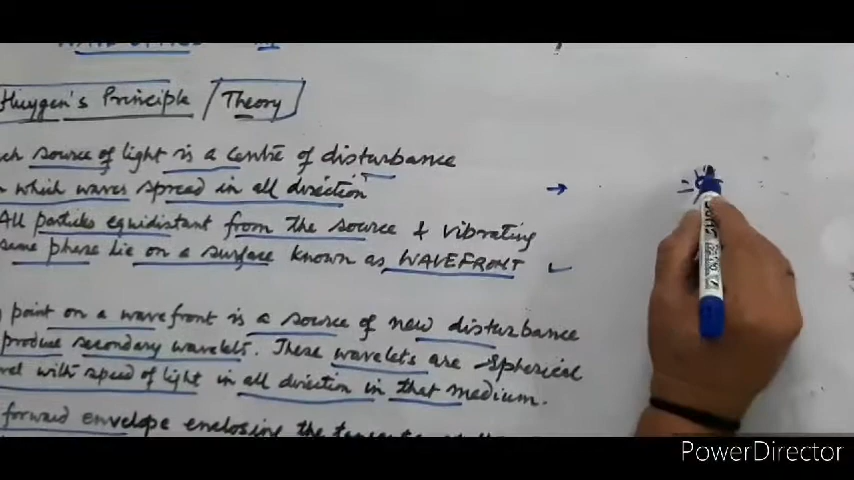 Huygen's Principle / Theory
source of light is a centre of disturbance
which waves spread in all direction
All particles equidistant from the source & vibrating
same phase lie on a surface known as WAVEFRONT
point on a wavefront is a source of new disturbance
produce secondary wavelets. These wavelets are spherical
with speed of light in all direction in that medium.
forward envelope enclosing the
PowerDirector